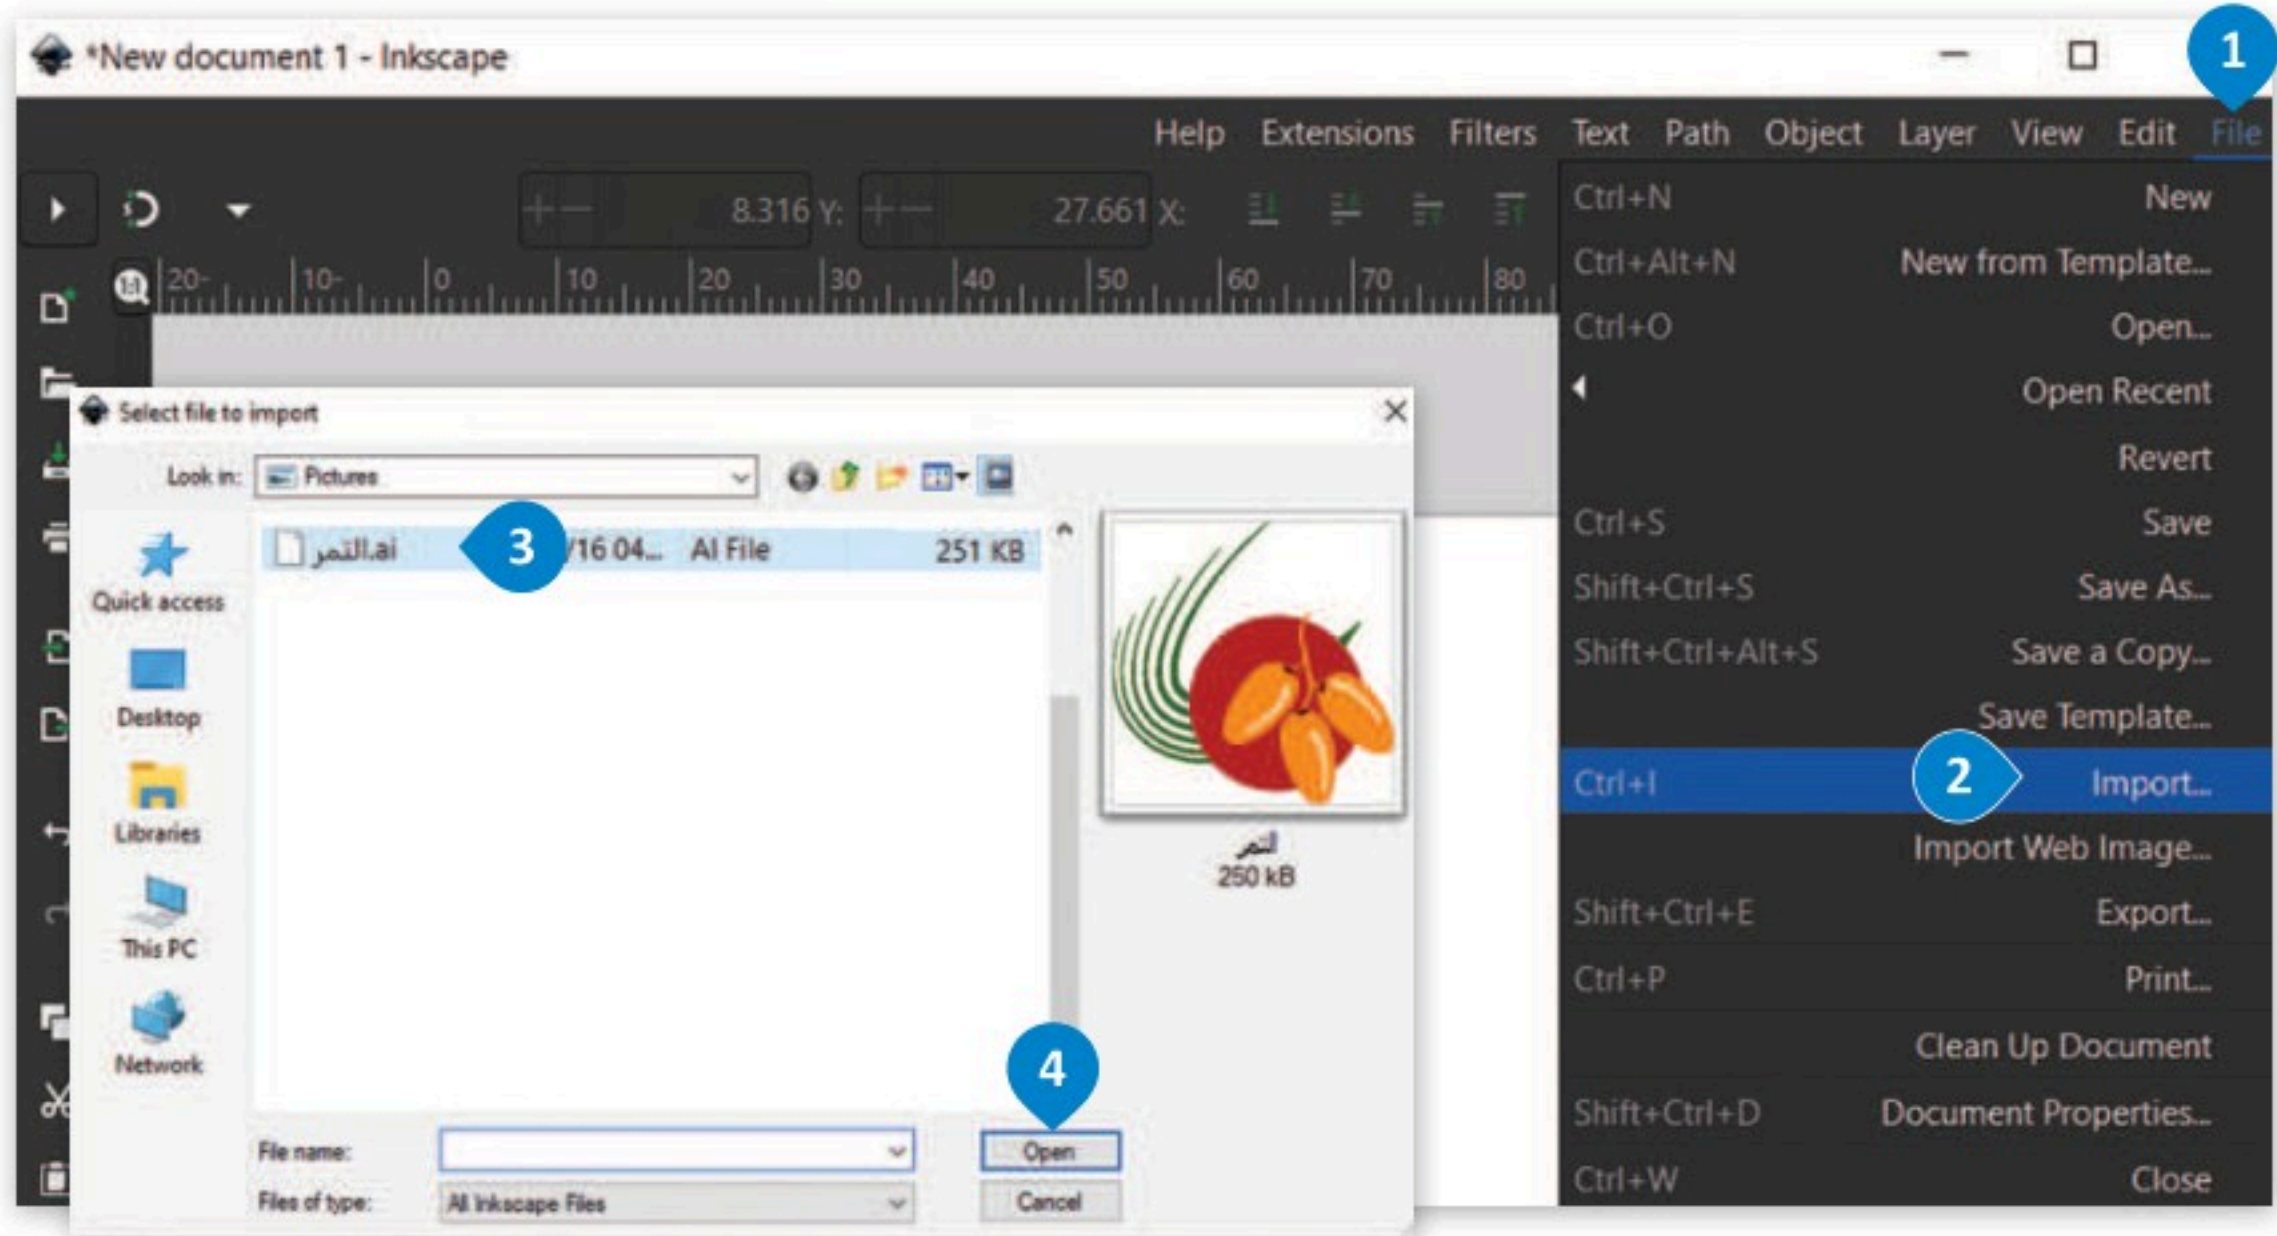 *New document 1 - Inkscape
1
Help Extensions Filters Text Path Object Layer View Edit File
8.316 Y: 27.661 X:
1:1 20- 10- 0 10 20 30 40 50 60 70 80
Ctrl+N New
Ctrl+Alt+N New from Template...
Ctrl+O Open...
Open Recent
Revert
Ctrl+S Save
Shift+Ctrl+S Save As...
Shift+Ctrl+Alt+S Save a Copy...
Save Template...
Ctrl+I 2 Import...
Import Web Image...
Shift+Ctrl+E Export...
Ctrl+P Print...
Clean Up Document
Shift+Ctrl+D Document Properties...
Ctrl+W Close
Select file to import
Look in: Pictures
التمر.ai 3 /16 04... AI File 251 KB
Quick access
Desktop
Libraries
This PC
Network
التمر
250 kB
4
File name: Open
Files of type: All Inkscape Files Cancel